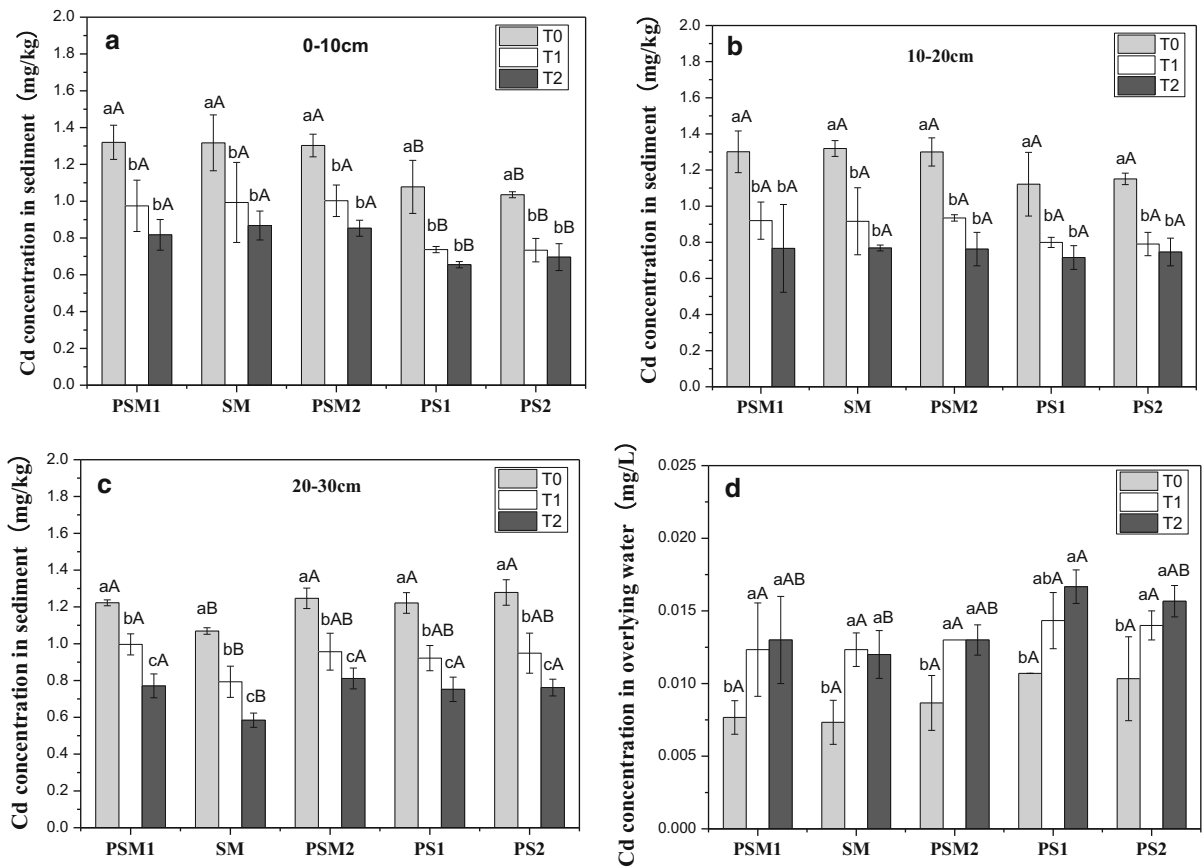 a
0-10cm
T0
T1
T2
Cd concentration in sediment (mg/kg)
2.0
1.8
1.6
1.4
1.2
1.0
0.8
0.6
0.4
0.2
0.0
aA bA bA aA bA bA aA bA bA aB bB bB aB bB bB
PSM1 SM PSM2 PS1 PS2
b
10-20cm
T0
T1
T2
Cd concentration in sediment (mg/kg)
2.0
1.8
1.6
1.4
1.2
1.0
0.8
0.6
0.4
0.2
0.0
aA bA bA aA bA bA aA bA bA aA bA bA aA bA bA
PSM1 SM PSM2 PS1 PS2
c
20-30cm
T0
T1
T2
Cd concentration in sediment (mg/kg)
2.0
1.8
1.6
1.4
1.2
1.0
0.8
0.6
0.4
0.2
0.0
aA bA cA aB bB cB aA bAB cA aA bAB cA aA bAB cA
PSM1 SM PSM2 PS1 PS2
d
T0
T1
T2
Cd concentration in overlying water (mg/L)
0.025
0.020
0.015
0.010
0.005
0.000
bA aA aAB bA aA aB bA aA aAB bA abA aA bA aA aAB
PSM1 SM PSM2 PS1 PS2